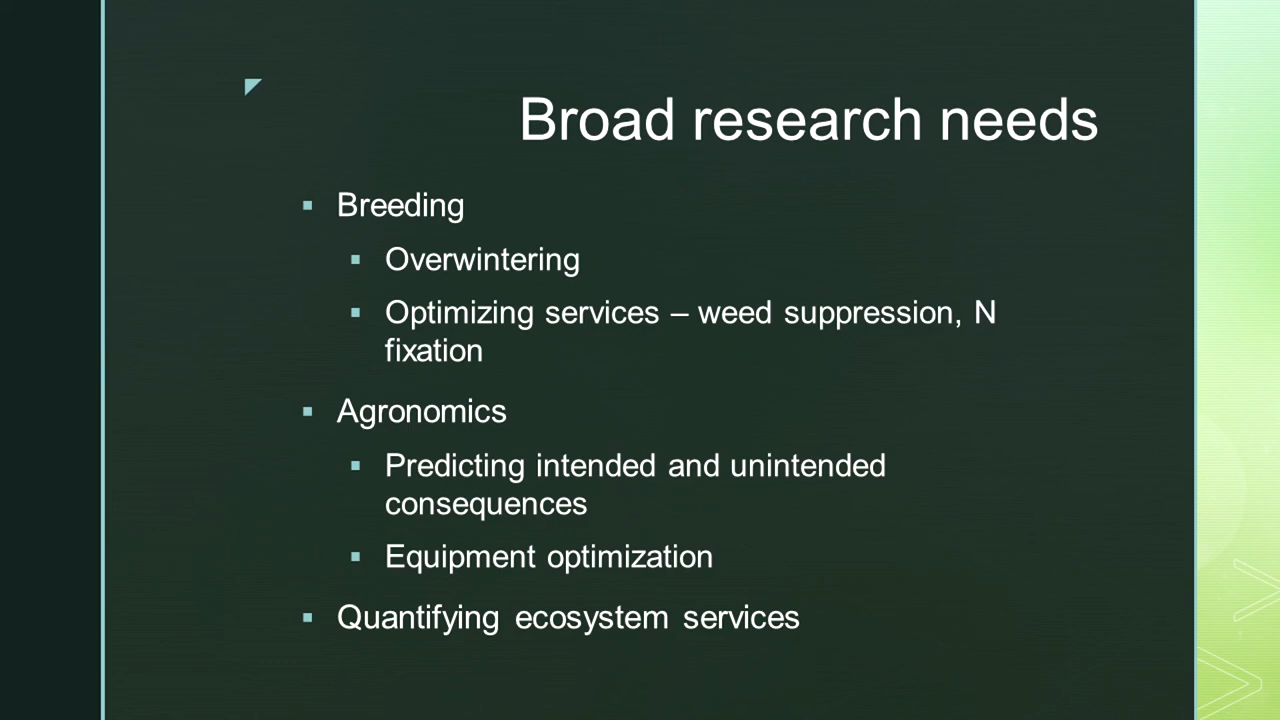 Broad research needs
Breeding
Overwintering
Optimizing services – weed suppression, N
fixation
Agronomics
Predicting intended and unintended
consequences
Equipment optimization
Quantifying ecosystem services